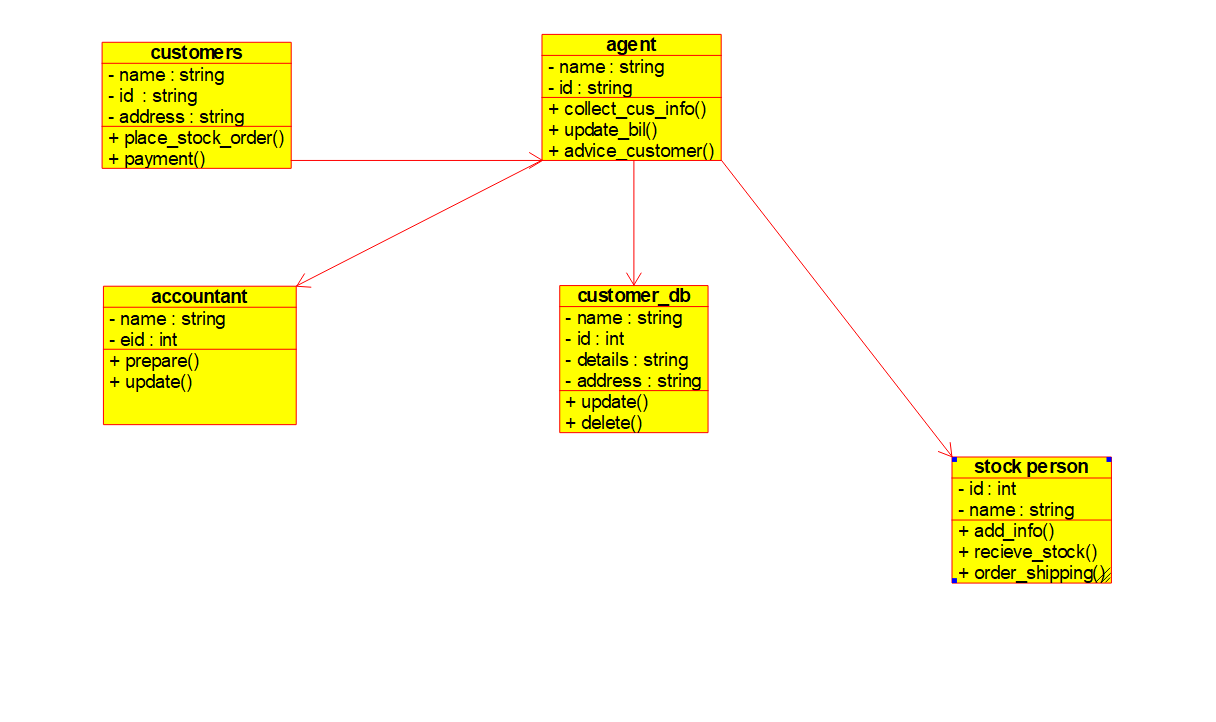 customers
- name : string
- id  : string
- address : string
+ place_stock_order()
+ payment()
agent
- name : string
- id : string
+ collect_cus_info()
+ update_bil()
+ advice_customer()
accountant
- name : string
- eid : int
+ prepare()
+ update()
customer_db
- name : string
- id : int
- details : string
- address : string
+ update()
+ delete()
stock person
- id : int
- name : string
+ add_info()
+ recieve_stock()
+ order_shipping()